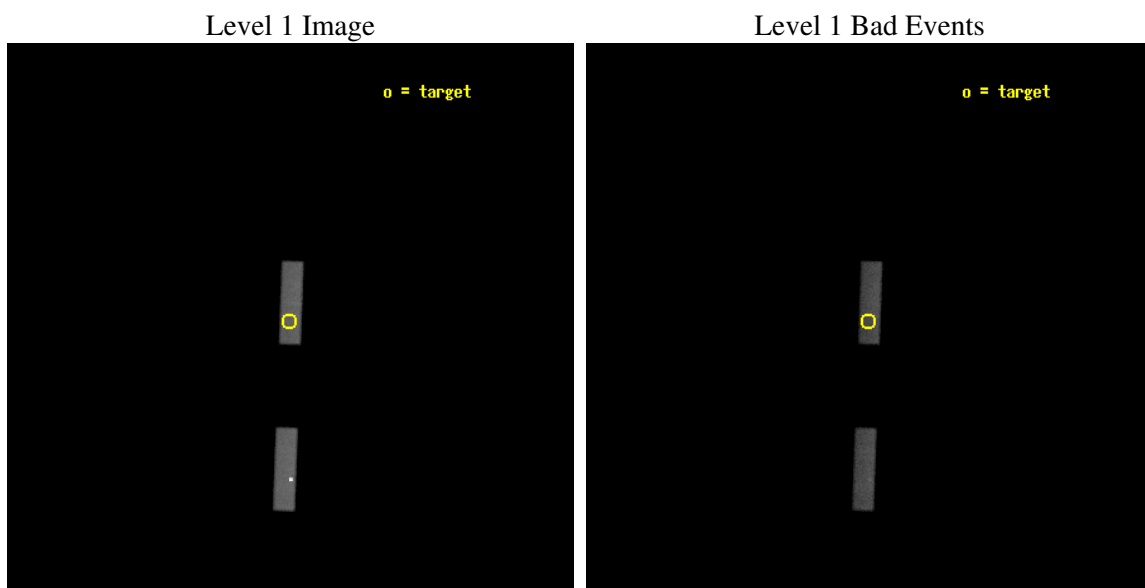 Level 1 Image
Level 1 Bad Events
o = target
o = target